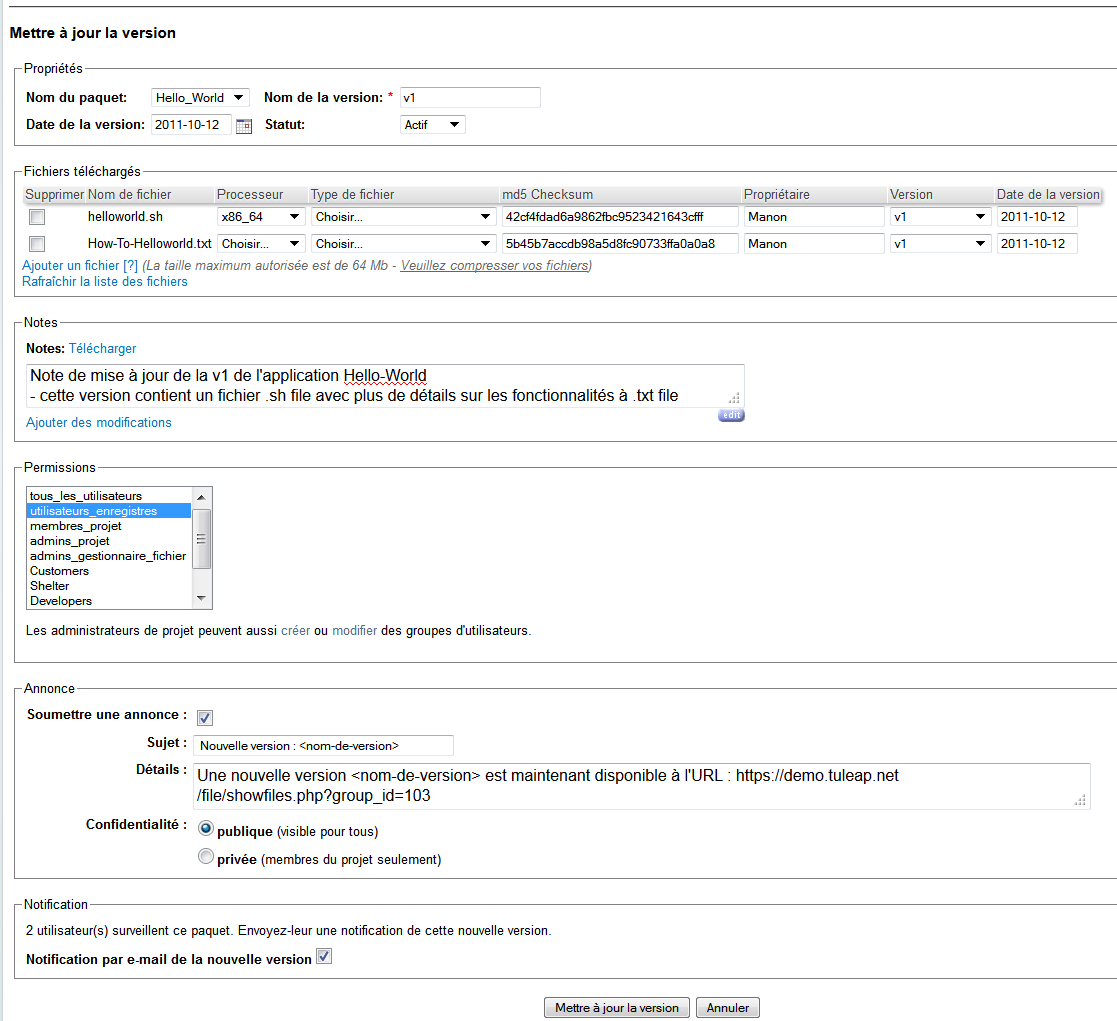 Mettre à jour la version
Propriétés
Nom du paquet: Hello_World Nom de la version: * v1
Date de la version: 2011-10-12 Statut: Actif
Fichiers téléchargés
Supprimer Nom de fichier Processeur Type de fichier md5 Checksum Propriétaire Version Date de la version
helloworld.sh x86_64 Choisir... 42cf4fdad6a9862fbc9523421643cfff Manon v1 2011-10-12
How-To-Helloworld.txt Choisir... Choisir... 5b45b7accdb98a5d8fc90733ffa0a0a8 Manon v1 2011-10-12
Ajouter un fichier [?] (La taille maximum autorisée est de 64 Mb - Veuillez compresser vos fichiers)
Rafraîchir la liste des fichiers
Notes
Notes: Télécharger
Note de mise à jour de la v1 de l'application Hello-World
- cette version contient un fichier .sh file avec plus de détails sur les fonctionnalités à .txt file
edit
Ajouter des modifications
Permissions
tous_les_utilisateurs
utilisateurs_enregistres
membres_projet
admins_projet
admins_gestionnaire_fichier
Customers
Shelter
Developers
Les administrateurs de projet peuvent aussi créer ou modifier des groupes d'utilisateurs.
Annonce
Soumettre une annonce :
Sujet : Nouvelle version : <nom-de-version>
Détails : Une nouvelle version <nom-de-version> est maintenant disponible à l'URL : https://demo.tuleap.net
/file/showfiles.php?group_id=103
Confidentialité : publique (visible pour tous)
privée (membres du projet seulement)
Notification
2 utilisateur(s) surveillent ce paquet. Envoyez-leur une notification de cette nouvelle version.
Notification par e-mail de la nouvelle version
Mettre à jour la version Annuler